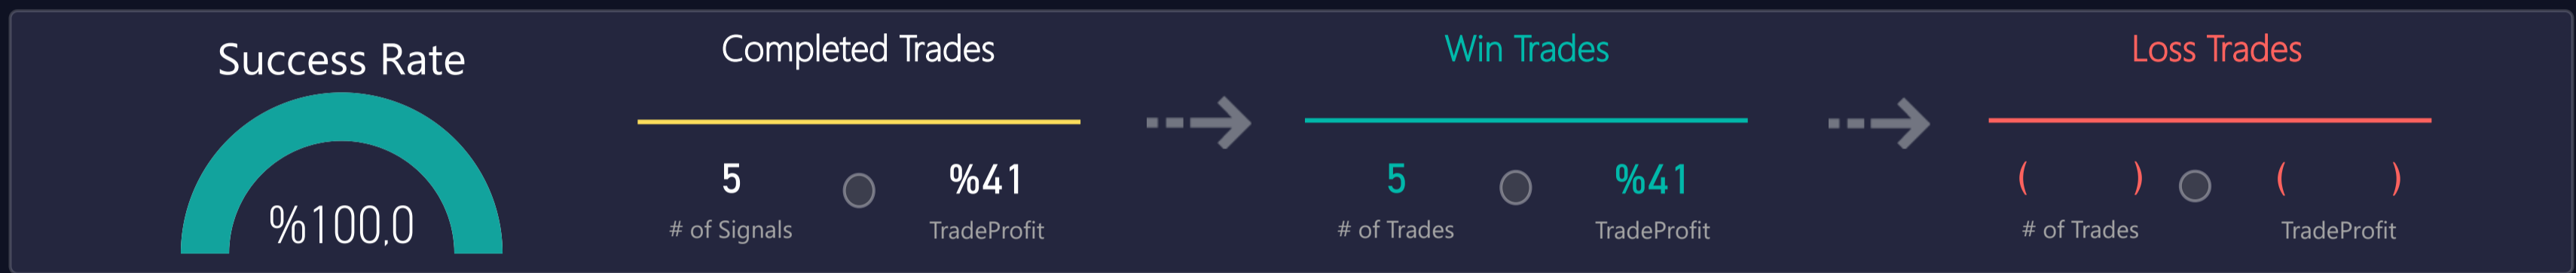 Success Rate
%100,0
Completed Trades
5
%41
# of Signals
TradeProfit
Win Trades
5
%41
# of Trades
TradeProfit
Loss Trades
( )
( )
# of Trades
TradeProfit